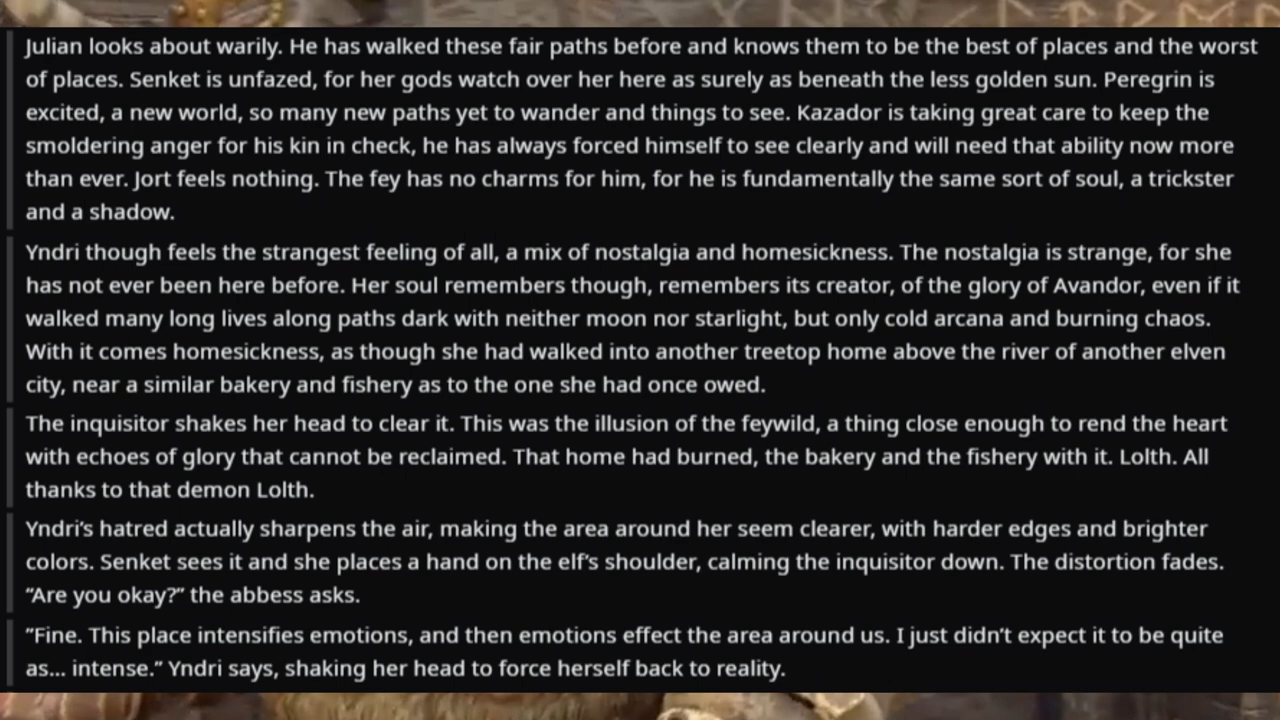 Julian looks about warily. He has walked these fair paths before and knows them to be the best of places and the worst
of places. Senket is unfazed, for her gods watch over her here as surely as beneath the less golden sun. Peregrin is
excited, a new world, so many new paths yet to wander and things to see. Kazador is taking great care to keep the
smoldering anger for his kin in check, he has always forced himself to see clearly and will need that ability now more
than ever. Jort feels nothing. The fey has no charms for him, for he is fundamentally the same sort of soul, a trickster
and a shadow.
Yndri though feels the strangest feeling of all, a mix of nostalgia and homesickness. The nostalgia is strange, for she
has not ever been here before. Her soul remembers though, remembers its creator, of the glory of Avandor, even if it
walked many long lives along paths dark with neither moon nor starlight, but only cold arcana and burning chaos.
With it comes homesickness, as though she had walked into another treetop home above the river of another elven
city, near a similar bakery and fishery as to the one she had once owed.
The inquisitor shakes her head to clear it. This was the illusion of the feywild, a thing close enough to rend the heart
with echoes of glory that cannot be reclaimed. That home had burned, the bakery and the fishery with it. Lolth. All
thanks to that demon Lolth.
Yndri’s hatred actually sharpens the air, making the area around her seem clearer, with harder edges and brighter
colors. Senket sees it and she places a hand on the elf’s shoulder, calming the inquisitor down. The distortion fades.
“Are you okay?” the abbess asks.
“Fine. This place intensifies emotions, and then emotions effect the area around us. I just didn’t expect it to be quite
as... intense.” Yndri says, shaking her head to force herself back to reality.